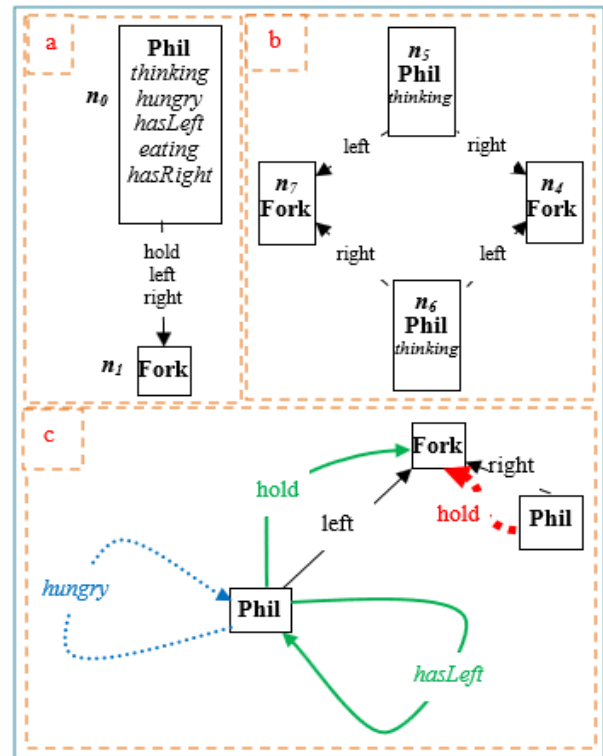 a
Phil
thinking
n0
hungry
hasLeft
eating
hasRight
hold
left
right
n1
Fork
b
n5
Phil
thinking
left
right
n7
Fork
n4
Fork
right
left
n6
Phil
thinking
c
Fork
right
hold
left
hold
Phil
hungry
Phil
hasLeft